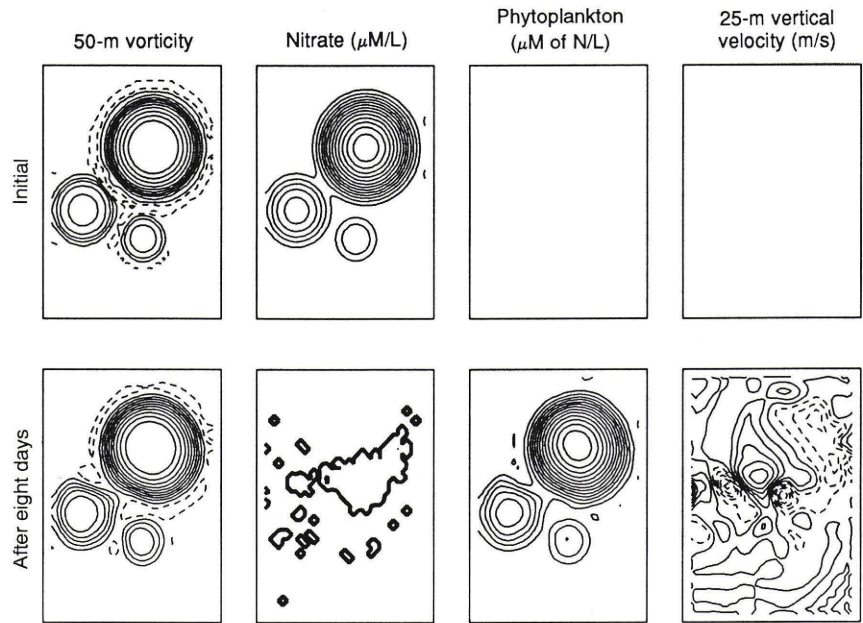 50-m vorticity
Nitrate (μM/L)
Phytoplankton
(μM of N/L)
25-m vertical
velocity (m/s)
Initial
After eight days